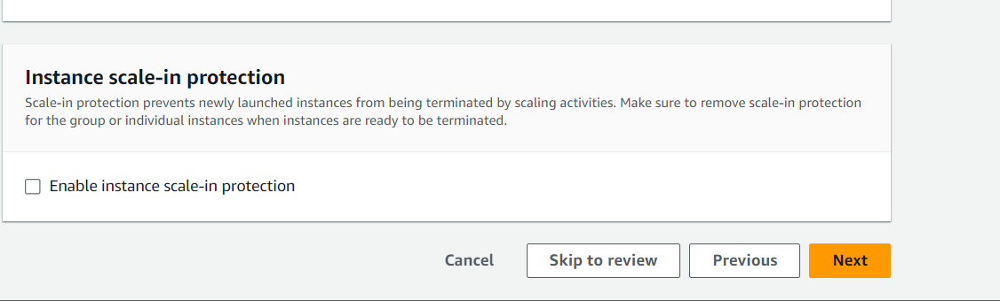 Instance scale-in protection
Scale-in protection prevents newly launched instances from being terminated by scaling activities. Make sure to remove scale-in protection
for the group or individual instances when instances are ready to be terminated.
Enable instance scale-in protection
Cancel Skip to review Previous Next